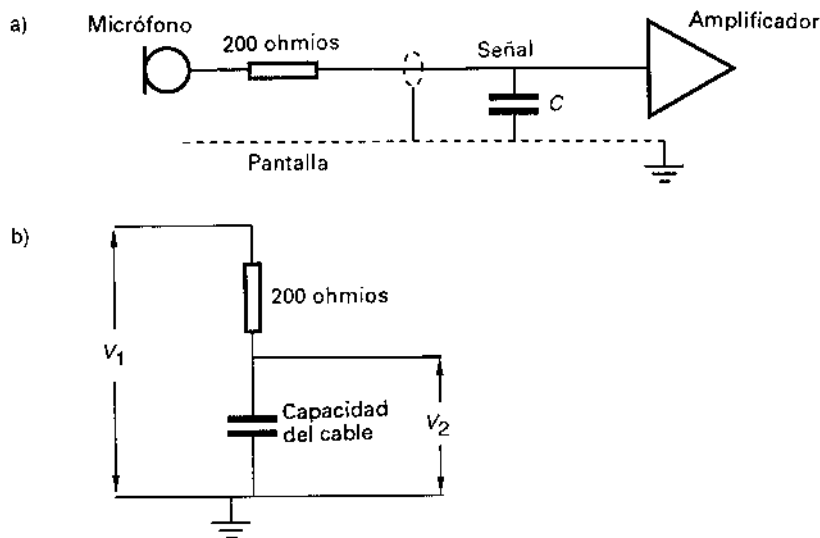 a)
Micrófono
200 ohmios
Señal
Amplificador
C
Pantalla
b)
V1
200 ohmios
Capacidad
del cable
V2